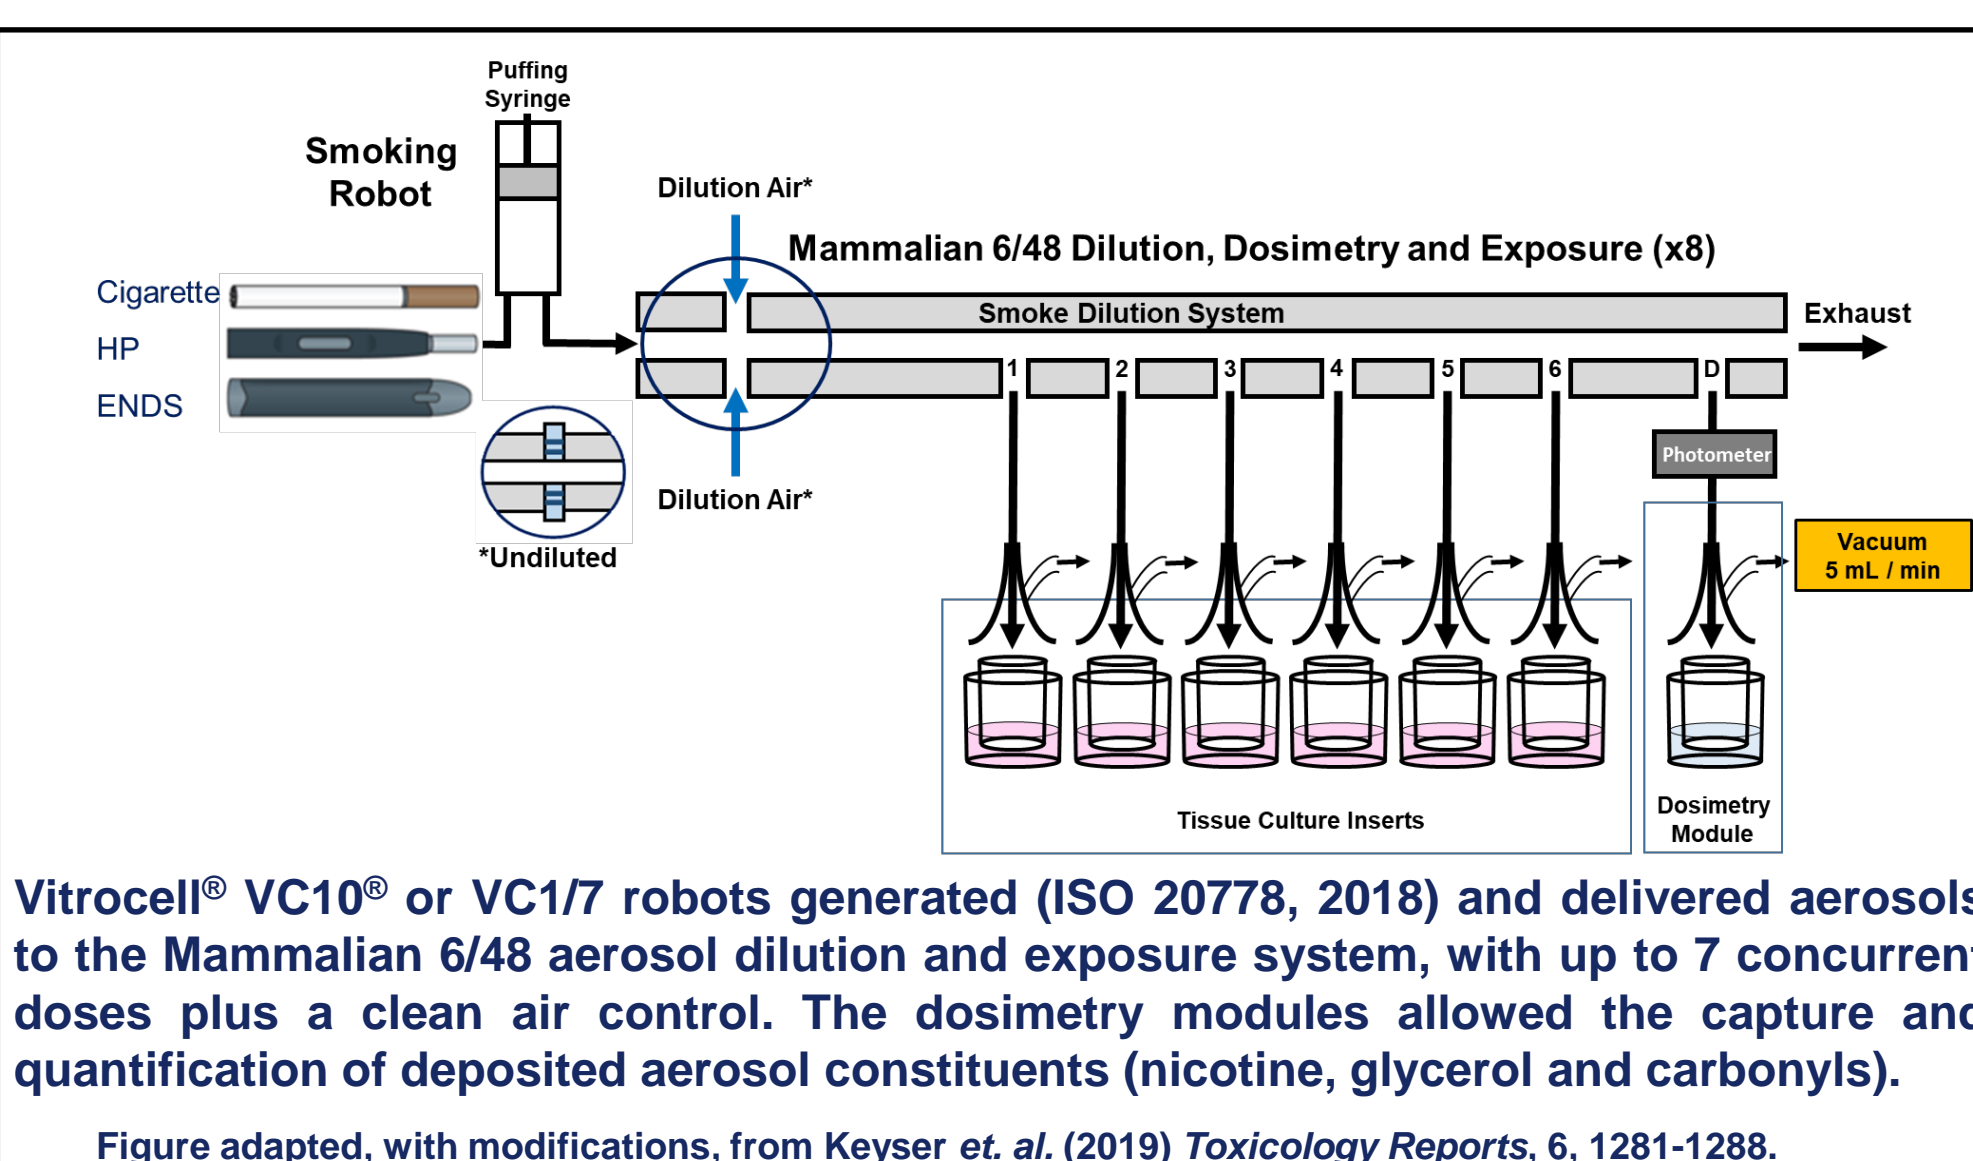 Puffing
Syringe
Smoking
Robot
Dilution Air*
Mammalian 6/48 Dilution, Dosimetry and Exposure (x8)
Cigarette
HP
ENDS
Smoke Dilution System
Exhaust
1 2 3 4 5 6 D
Photometer
Dilution Air*
*Undiluted
Vacuum
5 mL / min
Tissue Culture Inserts
Dosimetry
Module
Vitrocell® VC10® or VC1/7 robots generated (ISO 20778, 2018) and delivered aerosols
to the Mammalian 6/48 aerosol dilution and exposure system, with up to 7 concurrent
doses plus a clean air control. The dosimetry modules allowed the capture and
quantification of deposited aerosol constituents (nicotine, glycerol and carbonyls).
Figure adapted, with modifications, from Keyser et. al. (2019) Toxicology Reports, 6, 1281-1288.